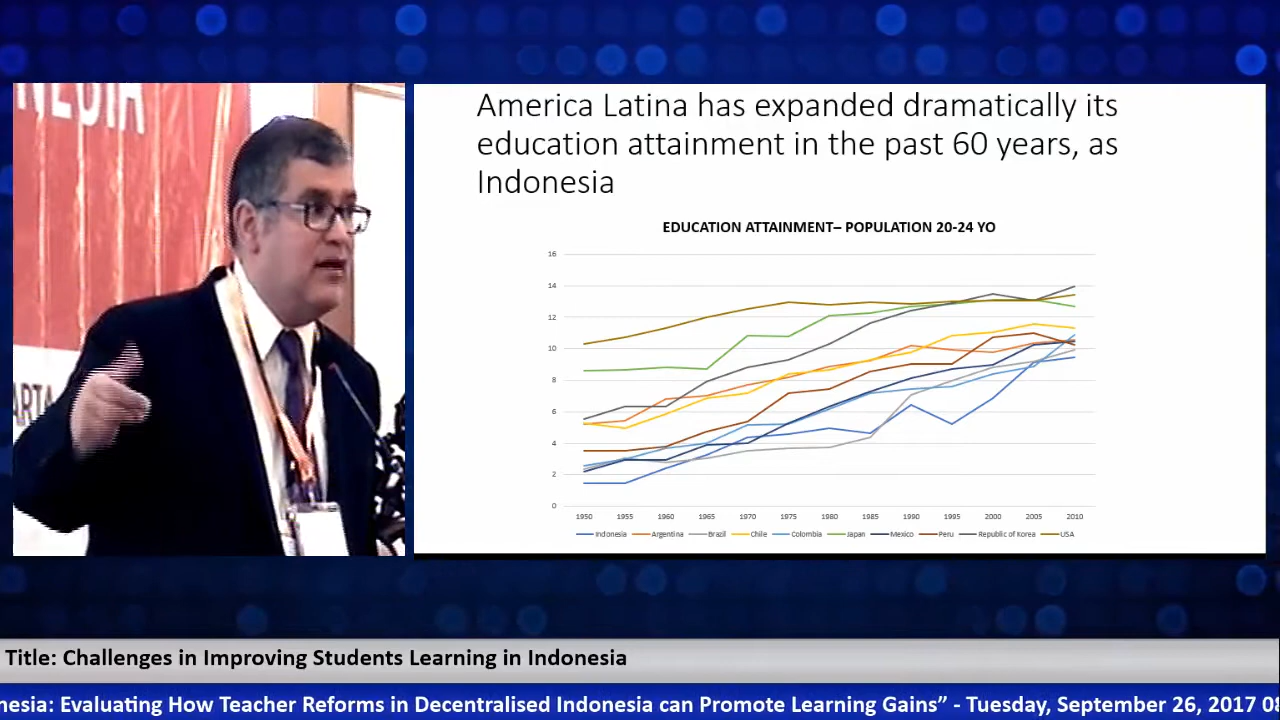 America Latina has expanded dramatically its
education attainment in the past 60 years, as
Indonesia
EDUCATION ATTAINMENT– POPULATION 20-24 YO
16
14
12
10
8
6
4
2
0
1950 1955 1960 1965 1970 1975 1980 1985 1990 1995 2000 2005 2010
Indonesia Argentina Brazil Chile Colombia Japan Mexico Peru Republic of Korea USA
Title: Challenges in Improving Students Learning in Indonesia
nesia: Evaluating How Teacher Reforms in Decentralised Indonesia can Promote Learning Gains” - Tuesday, September 26, 2017